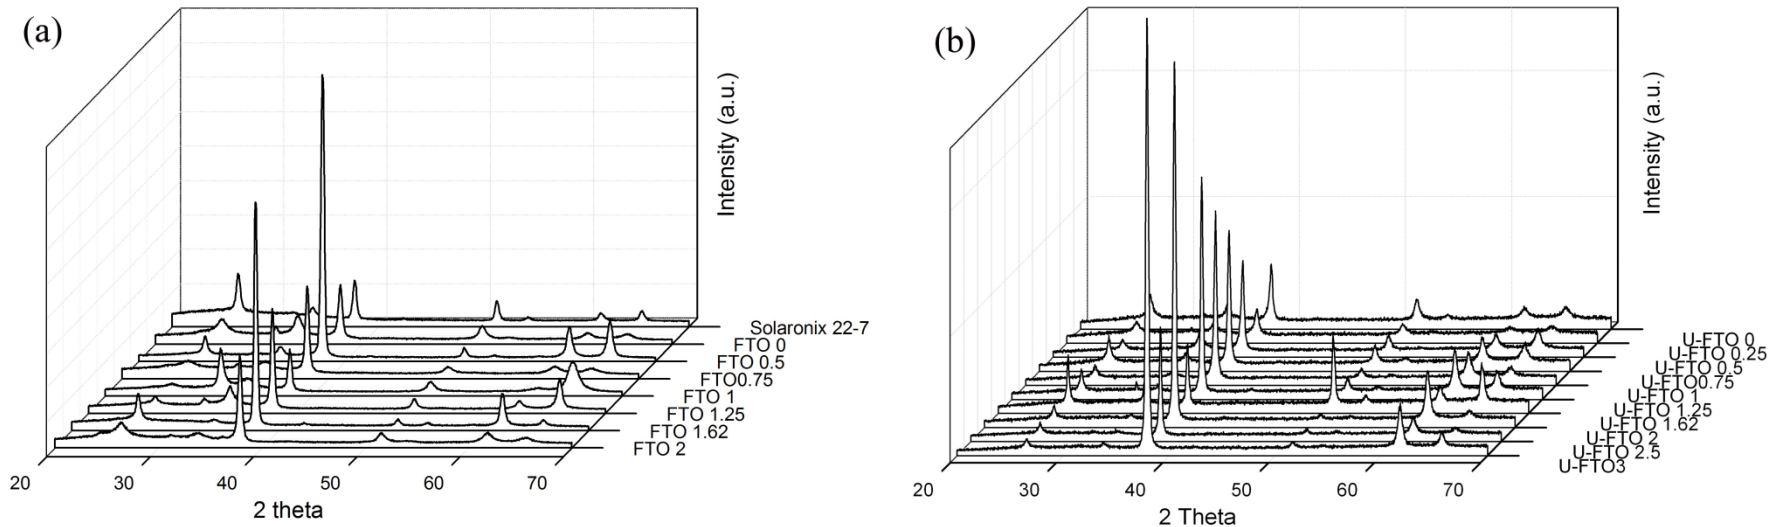 (a)
Intensity (a.u.)
Solaronix 22-7
FTO 0
FTO 0.5
FTO0.75
FTO 1
FTO 1.25
FTO 1.62
FTO 2
20 30 40 50 60 70
2 theta
(b)
Intensity (a.u.)
U-FTO 0
U-FTO 0.25
U-FTO 0.5
U-FTO0.75
U-FTO 1
U-FTO 1.25
U-FTO 1.62
U-FTO 2
U-FTO 2.5
U-FTO3
20 30 40 50 60 70
2 Theta